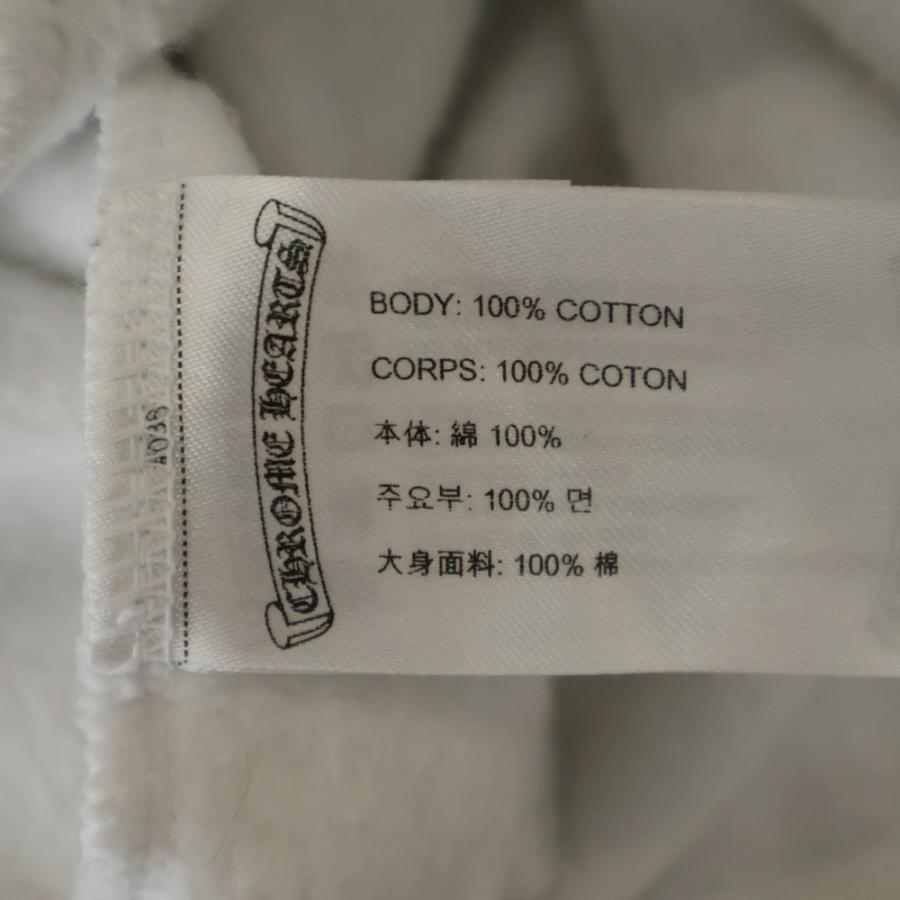 CHROME HEARTS
BODY: 100% COTTON
CORPS: 100% COTON
本体: 綿 100%
주요부: 100% 면
大身面料: 100% 棉